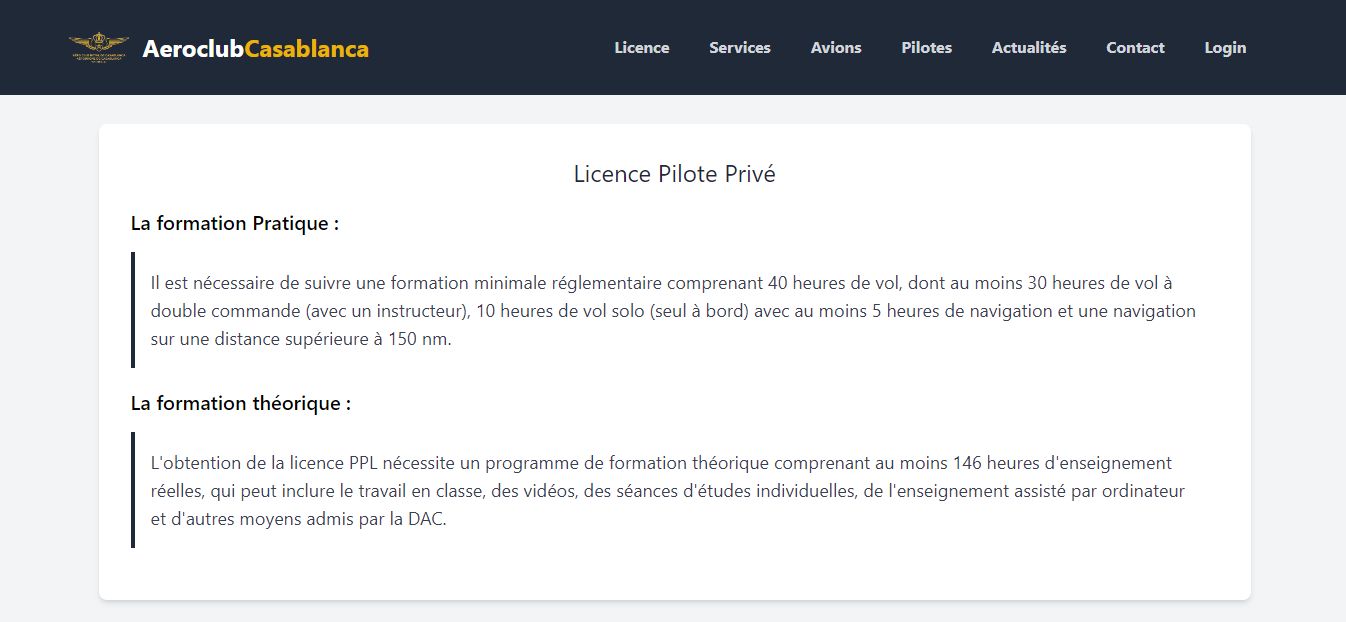 AeroclubCasablanca
Licence
Services
Avions
Pilotes
Actualités
Contact
Login
Licence Pilote Privé
La formation Pratique :
Il est nécessaire de suivre une formation minimale réglementaire comprenant 40 heures de vol, dont au moins 30 heures de vol à
double commande (avec un instructeur), 10 heures de vol solo (seul à bord) avec au moins 5 heures de navigation et une navigation
sur une distance supérieure à 150 nm.
La formation théorique :
L'obtention de la licence PPL nécessite un programme de formation théorique comprenant au moins 146 heures d'enseignement
réelles, qui peut inclure le travail en classe, des vidéos, des séances d'études individuelles, de l'enseignement assisté par ordinateur
et d'autres moyens admis par la DAC.